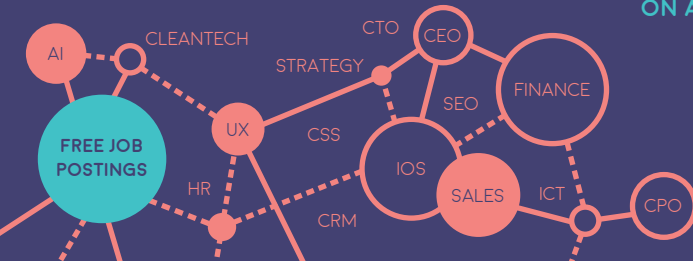 ON A
CTO
CEO
CLEANTECH
AI
STRATEGY
FINANCE
SEO
UX
CSS
FREE JOB
POSTINGS
IOS
HR
SALES
ICT
CPO
CRM